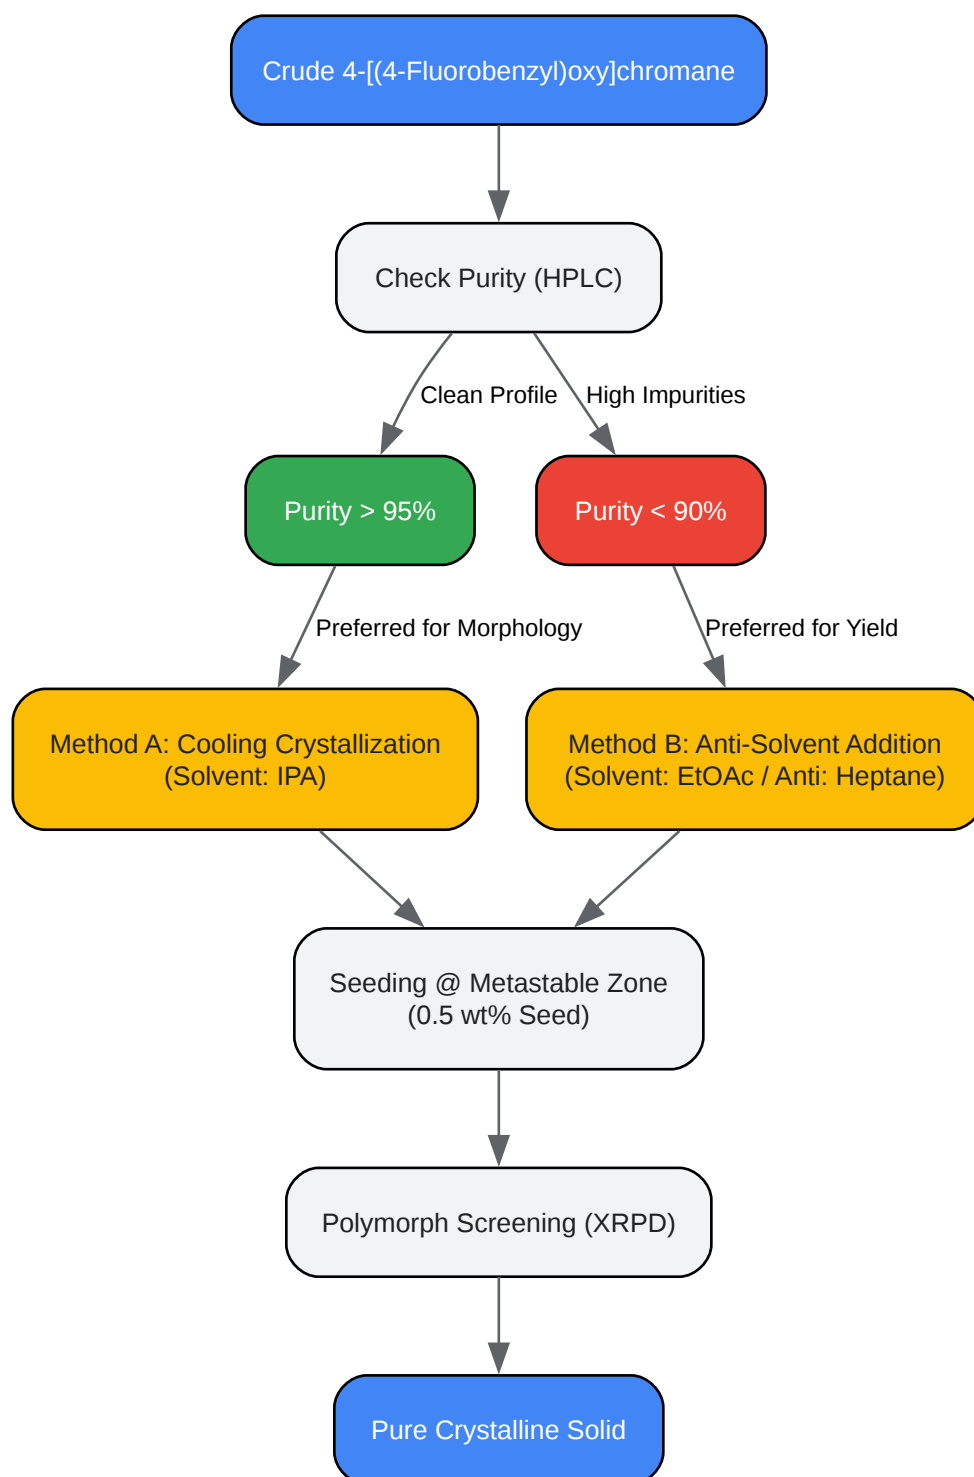 Crude 4-[(4-Fluorobenzyl)oxy]chromane
Check Purity (HPLC)
Clean Profile
High Impurities
Purity > 95%
Purity < 90%
Preferred for Morphology
Preferred for Yield
Method A: Cooling Crystallization
(Solvent: IPA)
Method B: Anti-Solvent Addition
(Solvent: EtOAc / Anti: Heptane)
Seeding @ Metastable Zone
(0.5 wt% Seed)
Polymorph Screening (XRPD)
Pure Crystalline Solid